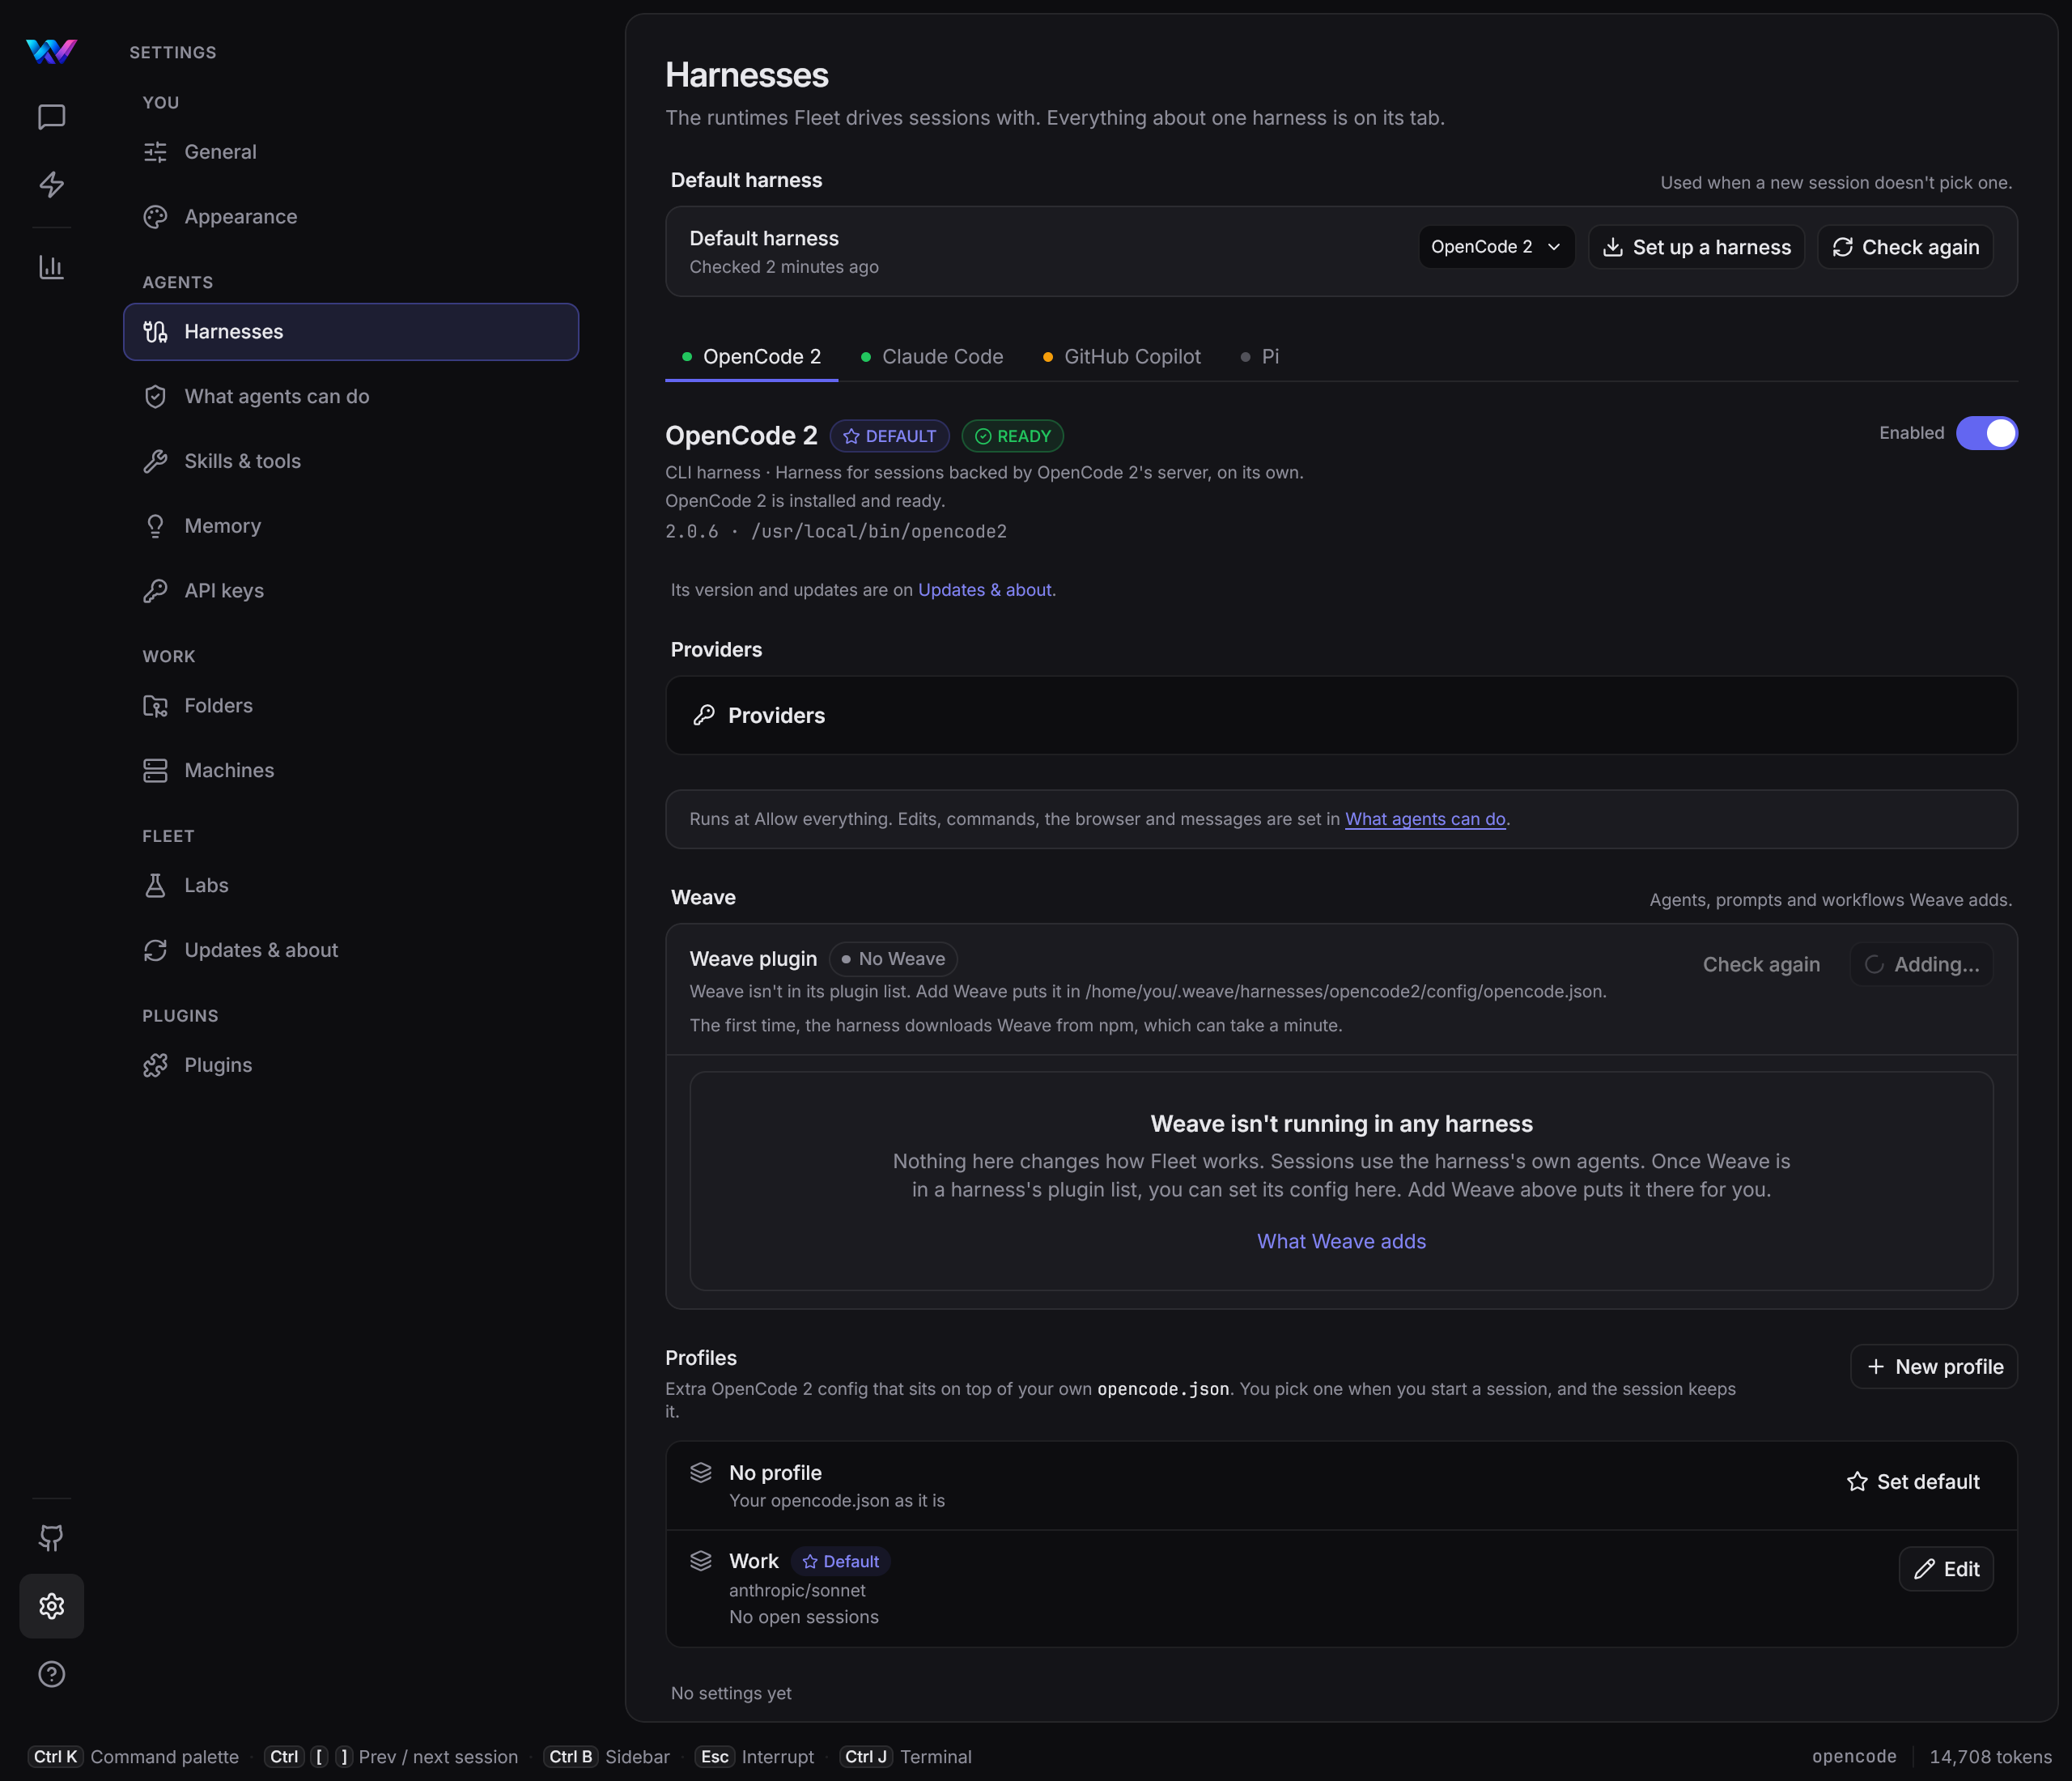 SETTINGS
YOU
General
Appearance
AGENTS
Harnesses
What agents can do
Skills & tools
Memory
API keys
WORK
Folders
Machines
FLEET
Labs
Updates & about
PLUGINS
Plugins
Harnesses
The runtimes Fleet drives sessions with. Everything about one harness is on its tab.
Default harness
Used when a new session doesn't pick one.
Default harness
Checked 2 minutes ago
OpenCode 2
Set up a harness
Check again
OpenCode 2
Claude Code
GitHub Copilot
Pi
OpenCode 2
DEFAULT
READY
Enabled
CLI harness · Harness for sessions backed by OpenCode 2's server, on its own.
OpenCode 2 is installed and ready.
2.0.6 · /usr/local/bin/opencode2
Its version and updates are on Updates & about.
Providers
Providers
Runs at Allow everything. Edits, commands, the browser and messages are set in What agents can do.
Weave
Agents, prompts and workflows Weave adds.
Weave plugin
No Weave
Check again
Adding...
Weave isn't in its plugin list. Add Weave puts it in /home/you/.weave/harnesses/opencode2/config/opencode.json.
The first time, the harness downloads Weave from npm, which can take a minute.
Weave isn't running in any harness
Nothing here changes how Fleet works. Sessions use the harness's own agents. Once Weave is
in a harness's plugin list, you can set its config here. Add Weave above puts it there for you.
What Weave adds
Profiles
New profile
Extra OpenCode 2 config that sits on top of your own opencode.json. You pick one when you start a session, and the session keeps
it.
No profile
Your opencode.json as it is
Set default
Work
Default
anthropic/sonnet
No open sessions
Edit
No settings yet
Ctrl K Command palette · Ctrl [ ] Prev / next session · Ctrl B Sidebar · Esc Interrupt · Ctrl J Terminal
opencode
14,708 tokens